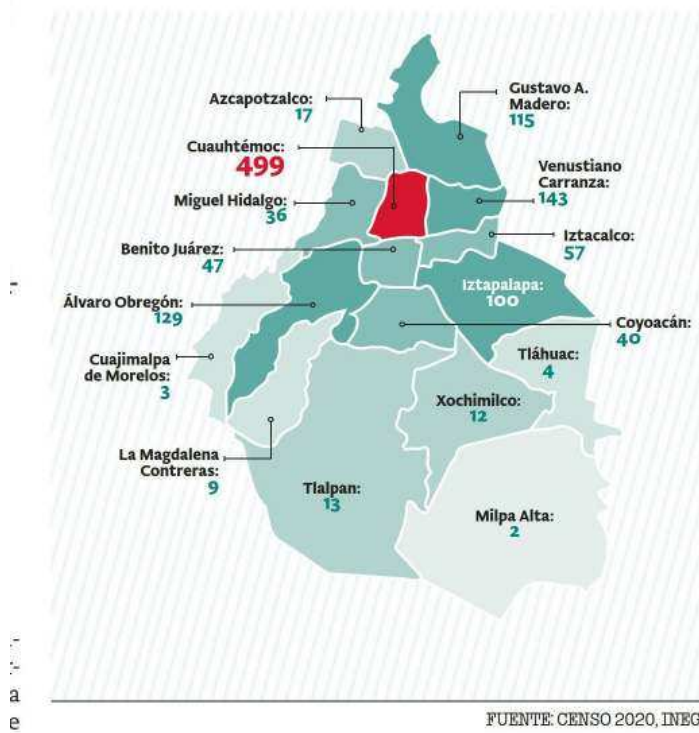 Azcapotzalco:
17
Gustavo A.
Madero:
115
Cuauhtémoc:
499
Venustiano
Carranza:
143
Miguel Hidalgo:
36
Iztacalco:
57
Benito Juárez:
47
Iztapalapa:
100
Álvaro Obregón:
129
Coyoacán:
40
Cuajimalpa
de Morelos:
3
Tláhuac:
4
Xochimilco:
12
La Magdalena
Contreras:
9
Tlalpan:
13
Milpa Alta:
2
-
-
-
a
e
FUENTE: CENSO 2020, INEG